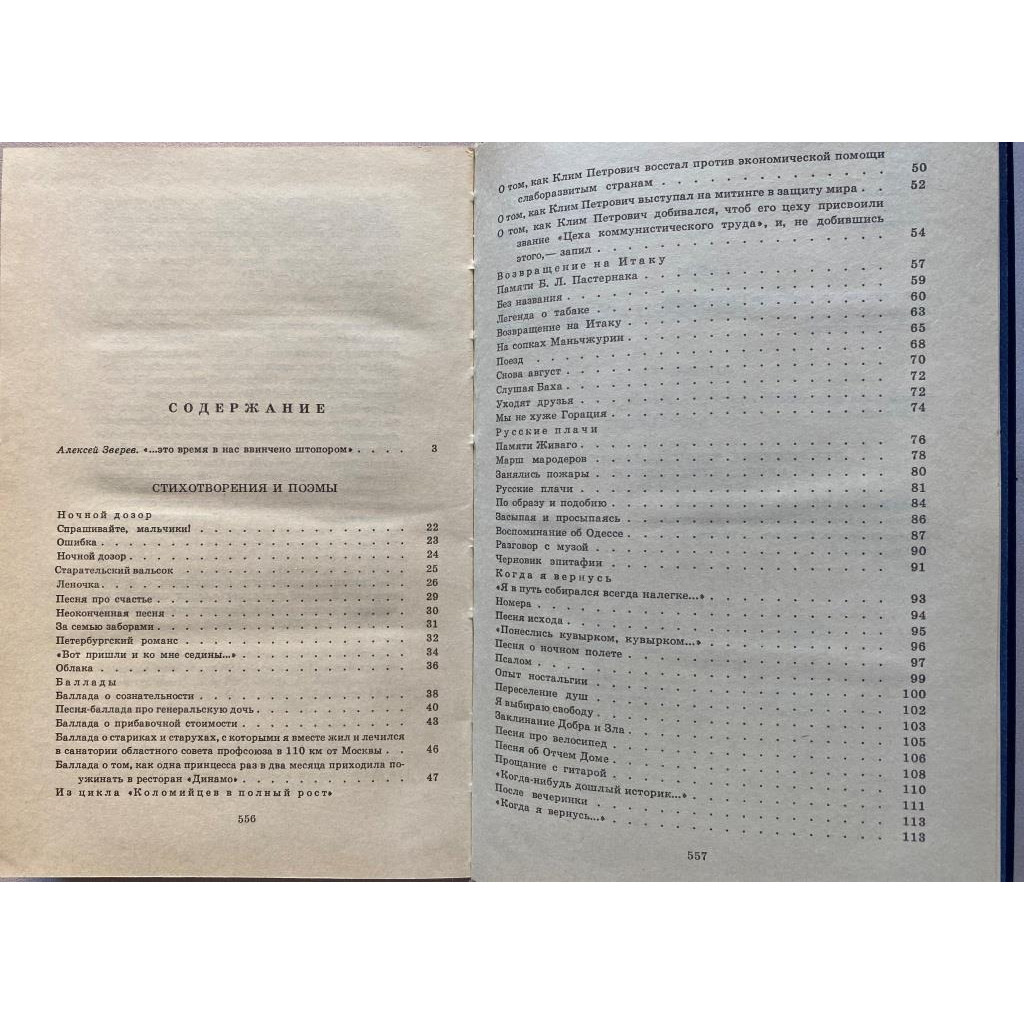 СОДЕРЖАНИЕ
Алексей Зверев. «...это время в нас ввинчено штопором» . . . . 3
СТИХОТВОРЕНИЯ И ПОЭМЫ
Ночной дозор
Спрашивайте, мальчики! . . . . 22
Ошибка . . . . 23
Ночной дозор . . . . 24
Старательский вальсок . . . . 25
Леночка . . . . 26
Песня про счастье . . . . 29
Неоконченная песня . . . . 30
За семью заборами . . . . 31
Петербургский романс . . . . 32
«Вот пришли и ко мне седины...» . . . . 34
Облака . . . . 36
Баллады
Баллада о сознательности . . . . 38
Песня-баллада про генеральскую дочь . . . . 40
Баллада о прибавочной стоимости . . . . 43
Баллада о стариках и старухах, с которыми я вместе жил и лечился
в санатории областного совета профсоюза в 110 км от Москвы . . 46
Баллада о том, как одна принцесса раз в два месяца приходила по-
ужинать в ресторан «Динамо» . . . . 47
Из цикла «Коломийцев в полный рост»
556
О том, как Клим Петрович восстал против экономической помощи
слаборазвитым странам . . . . 50
О том, как Клим Петрович выступал на митинге в защиту мира . . 52
О том, как Клим Петрович добивался, чтоб его цеху присвоили
звание «Цеха коммунистического труда», и, не добившись
этого,— запил . . . . 54
Возвращение на Итаку
Памяти Б. Л. Пастернака . . . . 57
Без названия . . . . 59
Легенда о табаке . . . . 60
Возвращение на Итаку . . . . 63
На сопках Маньчжурии . . . . 65
Поезд . . . . 68
Снова август . . . . 70
Слушая Баха . . . . 72
Уходят друзья . . . . 72
Мы не хуже Горация . . . . 74
Русские плачи
Памяти Живаго . . . . 76
Марш мародеров . . . . 78
Занялись пожары . . . . 80
Русские плачи . . . . 81
По образу и подобию . . . . 84
Засыпая и просыпаясь . . . . 86
Воспоминание об Одессе . . . . 87
Разговор с музой . . . . 90
Черновик эпитафии . . . . 91
Когда я вернусь
«Я в путь собирался всегда налегке...» . . . . 93
Номера . . . . 94
Песня исхода . . . . 95
«Понеслись кувырком, кувырком...» . . . . 96
Песня о ночном полете . . . . 97
Псалом . . . . 99
Опыт ностальгии . . . . 100
Переселение душ . . . . 102
Я выбираю свободу . . . . 103
Заклинание Добра и Зла . . . . 105
Песня про велосипед . . . . 106
Песня об Отчем Доме . . . . 108
Прощание с гитарой . . . . 110
«Когда-нибудь дошлый историк...» . . . . 111
После вечеринки . . . . 113
«Когда я вернусь...» . . . . 113
557